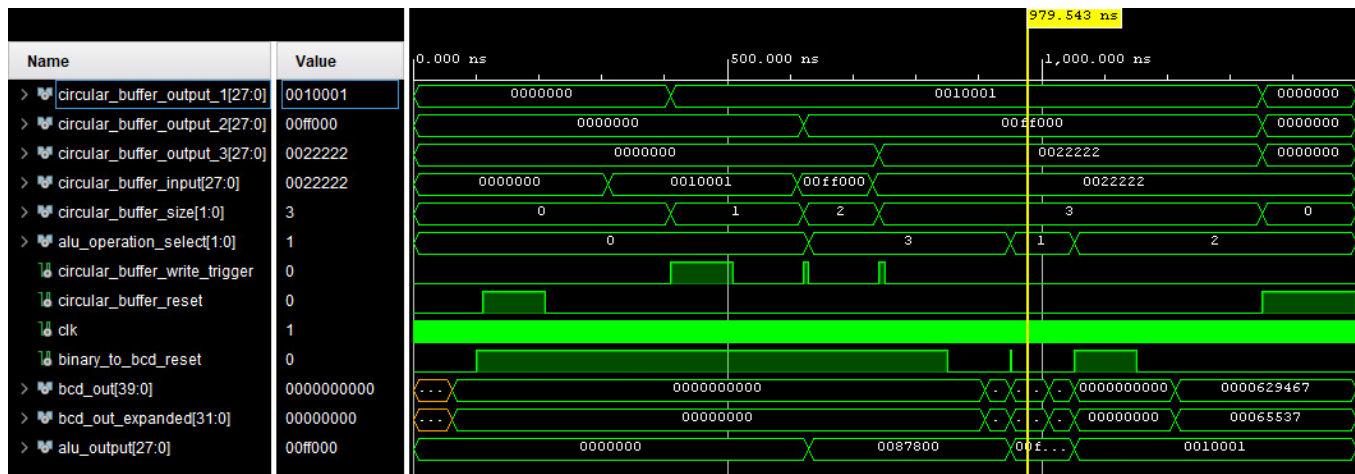 979.543 ns
Name Value 0.000 ns 500.000 ns 1,000.000 ns
circular_buffer_output_1[27:0] 0010001 0000000 0010001 0000000
circular_buffer_output_2[27:0] 00ff000 0000000 00ff000 0000000
circular_buffer_output_3[27:0] 0022222 0000000 0022222 0000000
circular_buffer_input[27:0] 0022222 0000000 0010001 00ff000 0022222
circular_buffer_size[1:0] 3 0 1 2 3 0
alu_operation_select[1:0] 1 0 3 1 2
circular_buffer_write_trigger 0
circular_buffer_reset 0
clk 1
binary_to_bcd_reset 0
bcd_out[39:0] 0000000000 ... 0000000000 . . . . . 0000000000 0000629467
bcd_out_expanded[31:0] 00000000 ... 00000000 . . . . . 00000000 00065537
alu_output[27:0] 00ff000 0000000 0087800 00f... 0010001